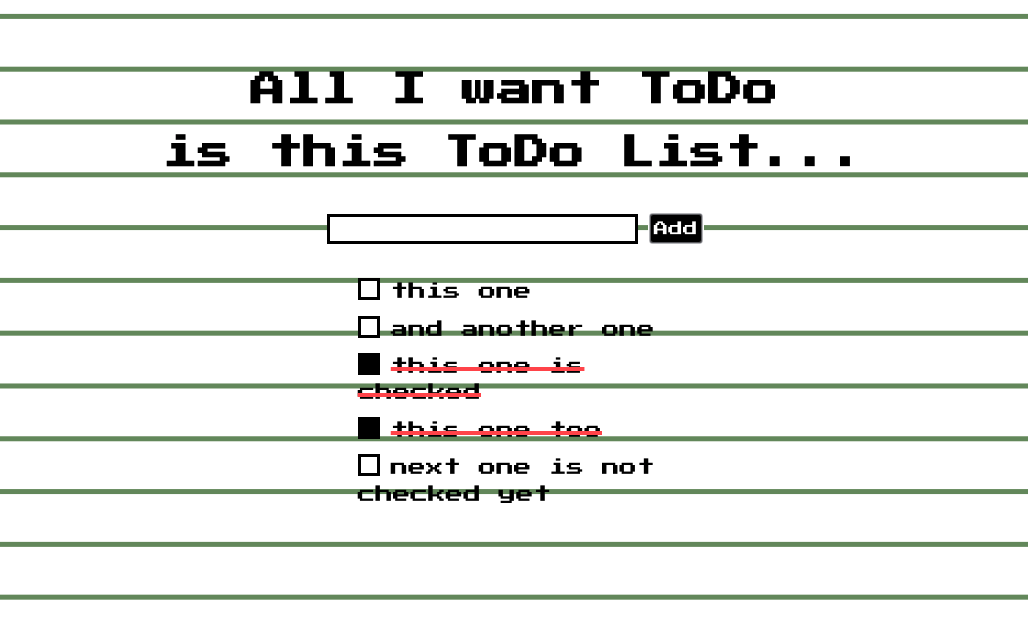 All I want ToDo
is this ToDo List...
Add
this one
and another one
this one is
checked
this one too
next one is not
checked yet